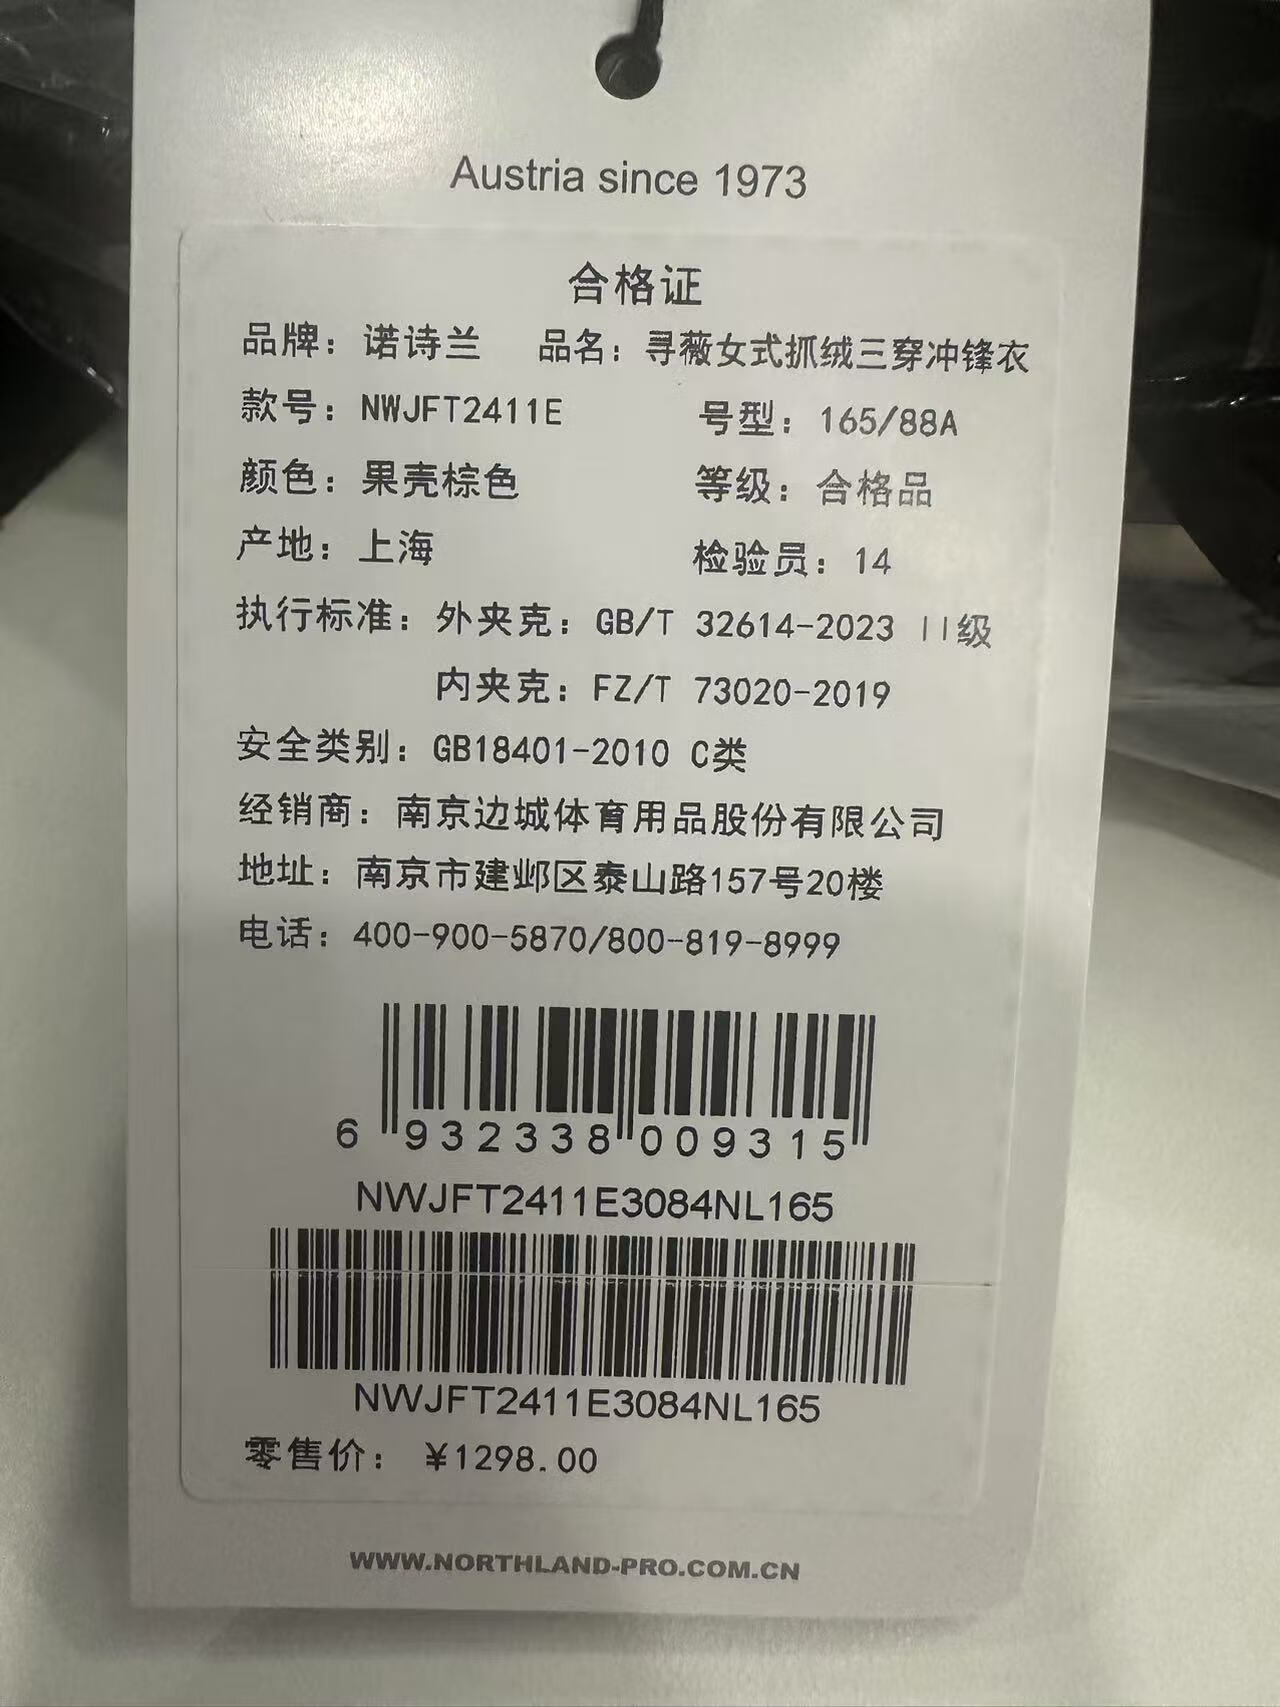 Austria since 1973
合格证
品牌：诺诗兰 品名：寻薇女式抓绒三穿冲锋衣
款号：NWJFT2411E 号型：165/88A
颜色：果壳棕色 等级：合格品
产地：上海 检验员：14
执行标准：外夹克：GB/T 32614-2023 II级
内夹克：FZ/T 73020-2019
安全类别：GB18401-2010 C类
经销商：南京边城体育用品股份有限公司
地址：南京市建邺区泰山路157号20楼
电话：400-900-5870/800-819-8999
6 932338 009315
NWJFT2411E3084NL165
NWJFT2411E3084NL165
零售价：￥1298.00
WWW.NORTHLAND-PRO.COM.CN